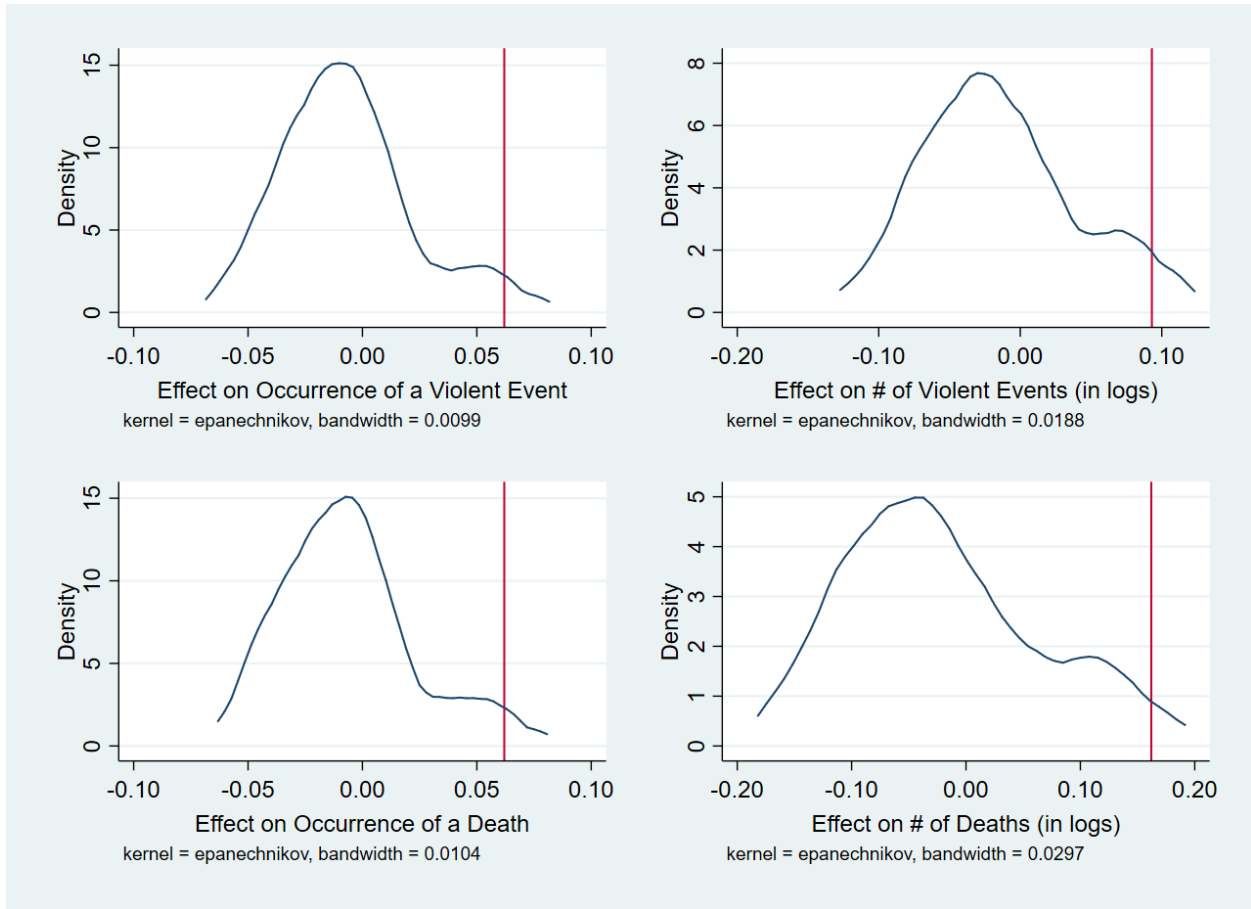 Density
15
10
5
0
-0.10 -0.05 0.00 0.05 0.10
Effect on Occurrence of a Violent Event
kernel = epanechnikov, bandwidth = 0.0099
Density
8
6
4
2
0
-0.20 -0.10 0.00 0.10
Effect on # of Violent Events (in logs)
kernel = epanechnikov, bandwidth = 0.0188
Density
15
10
5
0
-0.10 -0.05 0.00 0.05 0.10
Effect on Occurrence of a Death
kernel = epanechnikov, bandwidth = 0.0104
Density
5
4
3
2
1
0
-0.20 -0.10 0.00 0.10 0.20
Effect on # of Deaths (in logs)
kernel = epanechnikov, bandwidth = 0.0297